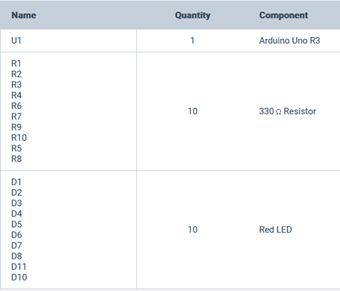 Name Quantity Component
U1 1 Arduino Uno R3
R1
R2
R3
R4
R6
R7
R9
R10
R5
R8
10 330 Ω Resistor
D1
D2
D3
D4
D5
D6
D7
D8
D11
D10
10 Red LED